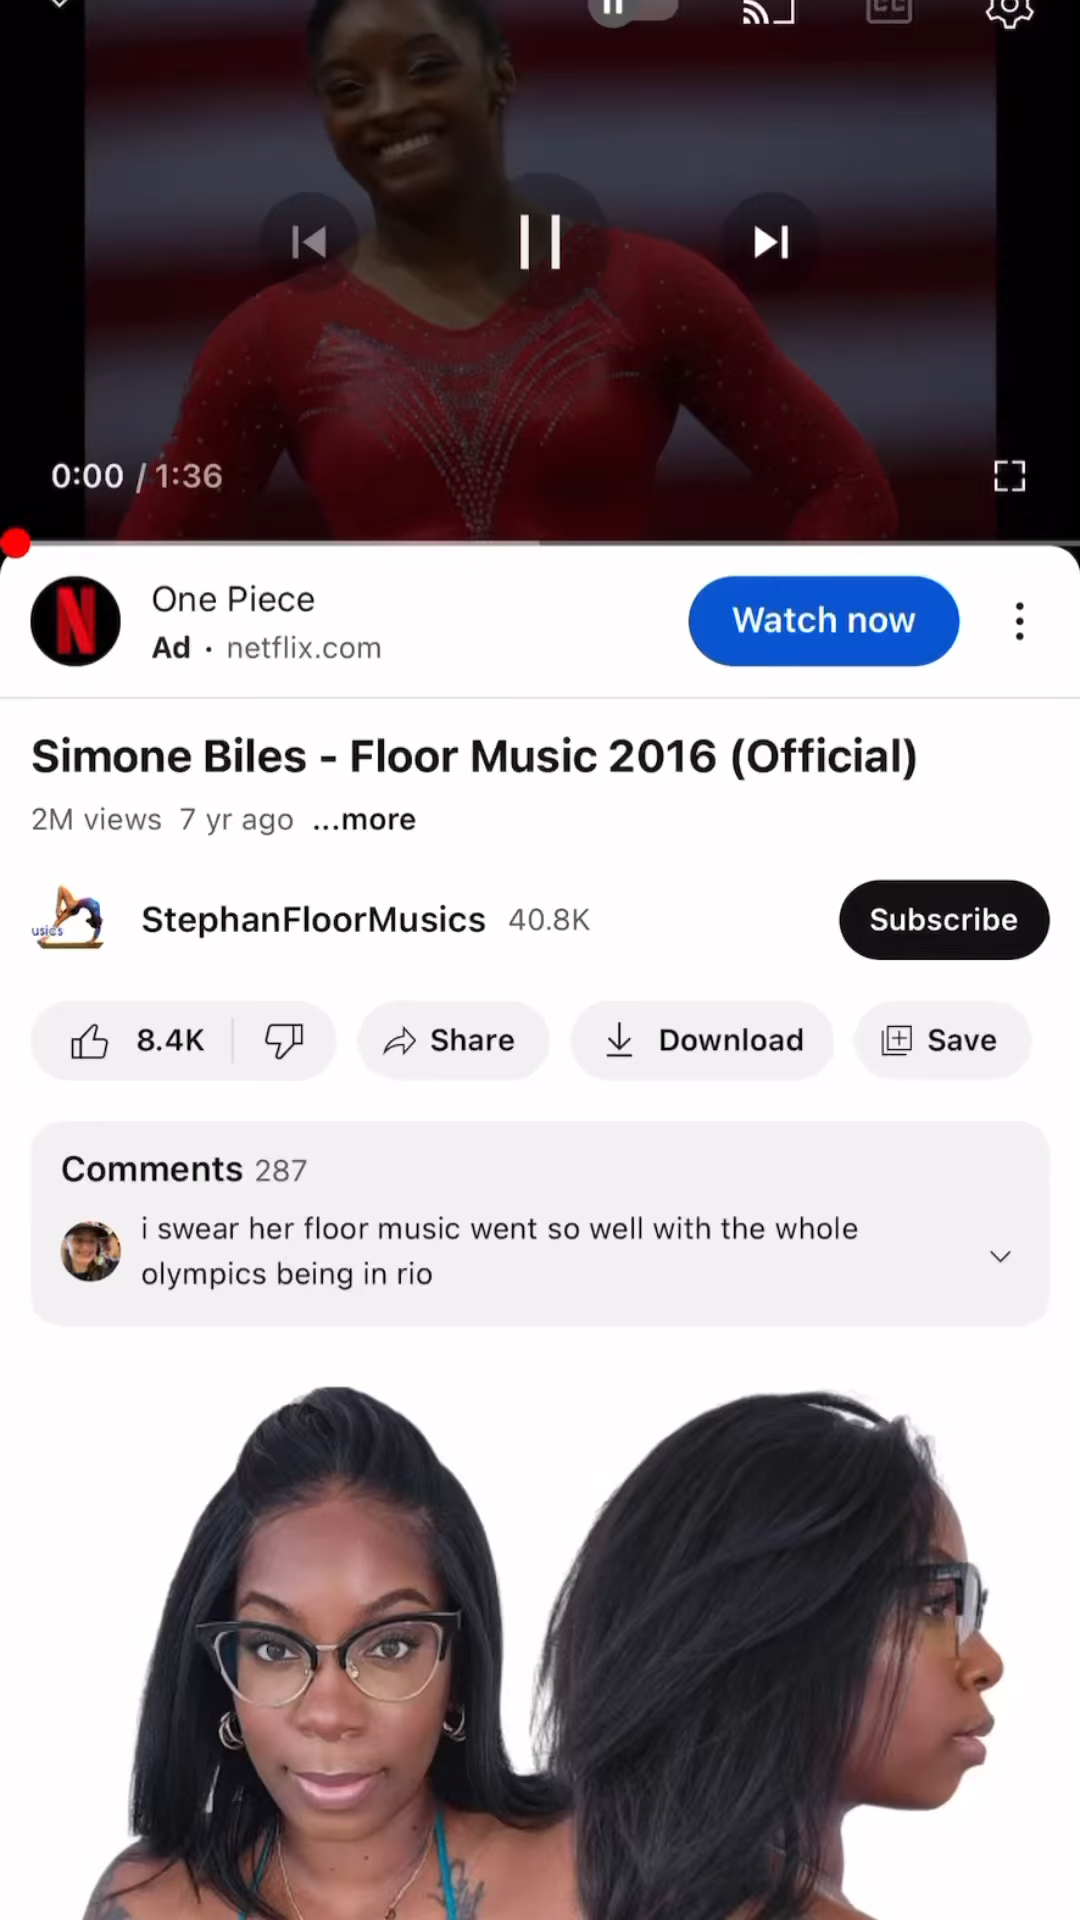 CC
0:00 / 1:36
One Piece
Ad · netflix.com
Watch now
Simone Biles - Floor Music 2016 (Official)
2M views 7 yr ago ...more
usics
StephanFloorMusics 40.8K
Subscribe
8.4K
Share
Download
Save
Comments 287
i swear her floor music went so well with the whole
olympics being in rio